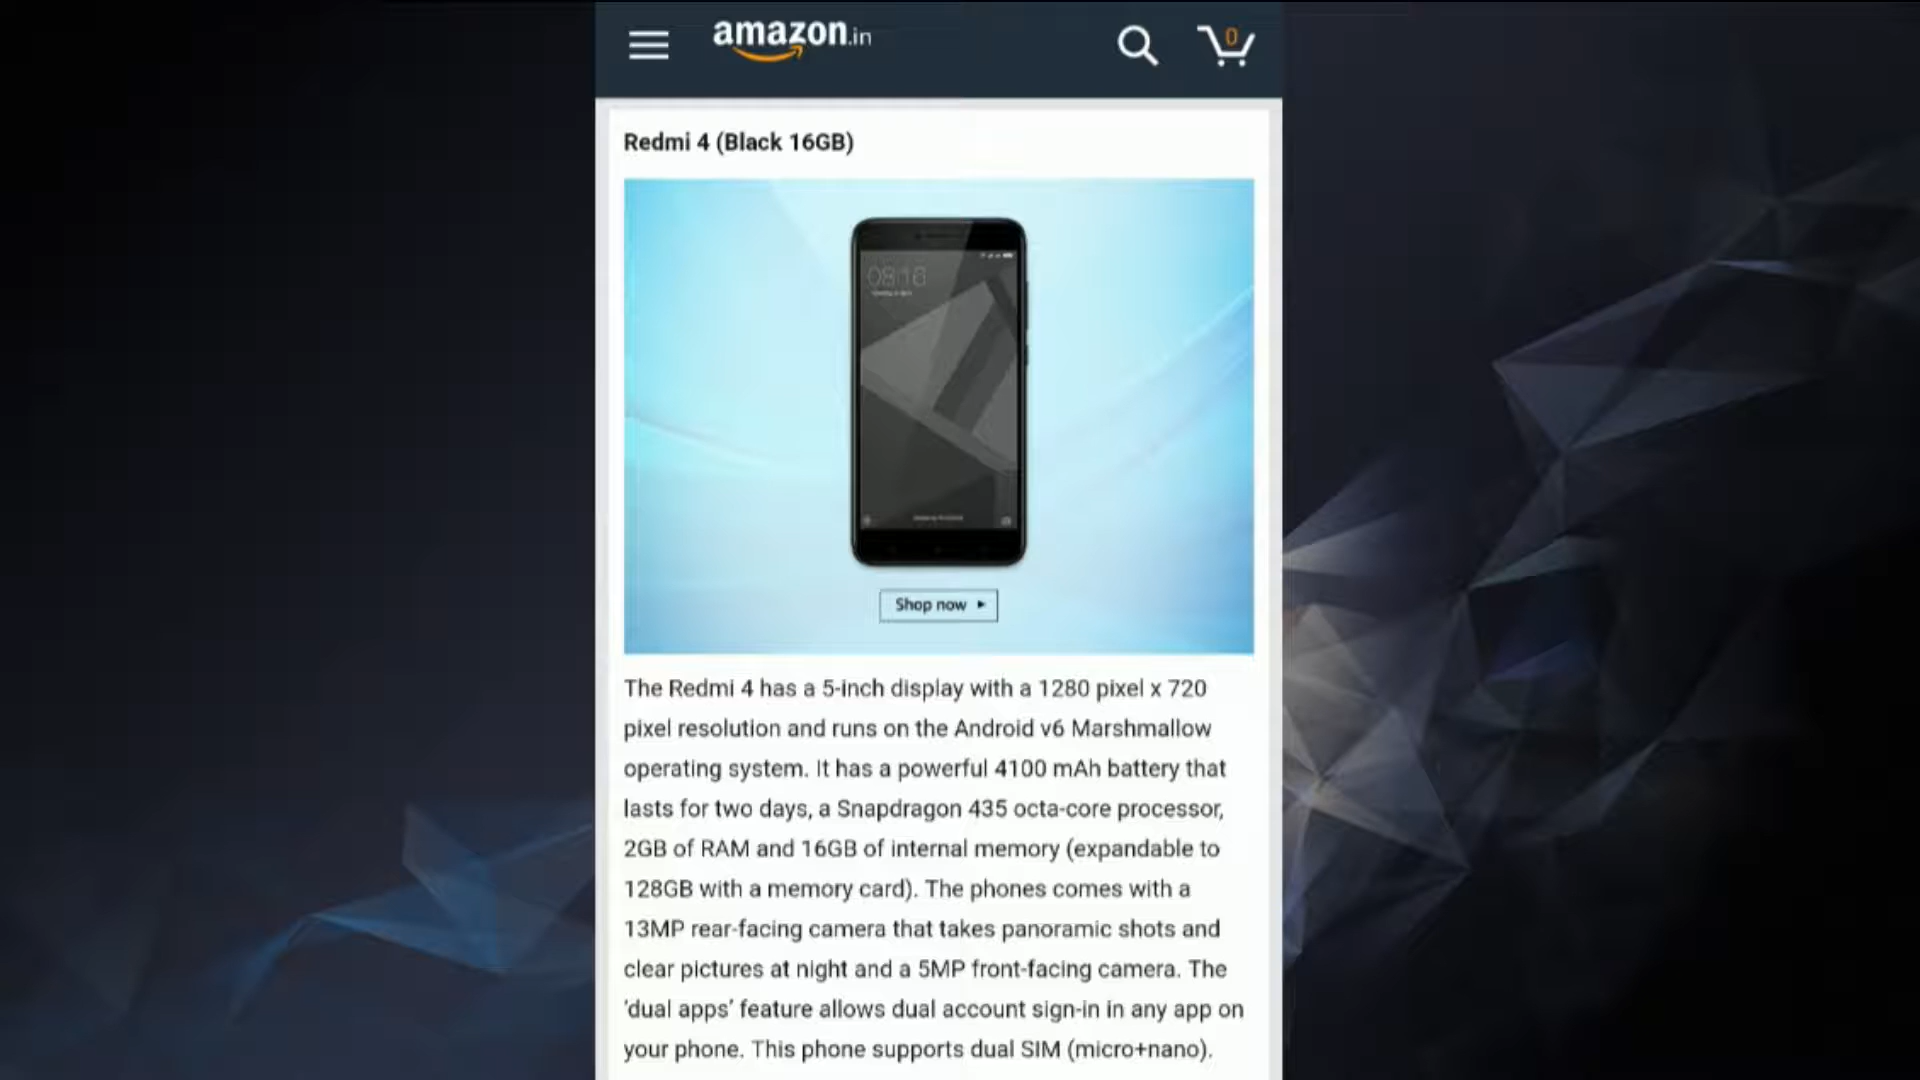 amazon.in
0
Redmi 4 (Black 16GB)
08:18
Shop now
The Redmi 4 has a 5-inch display with a 1280 pixel x 720
pixel resolution and runs on the Android v6 Marshmallow
operating system. It has a powerful 4100 mAh battery that
lasts for two days, a Snapdragon 435 octa-core processor,
2GB of RAM and 16GB of internal memory (expandable to
128GB with a memory card). The phones comes with a
13MP rear-facing camera that takes panoramic shots and
clear pictures at night and a 5MP front-facing camera. The
'dual apps' feature allows dual account sign-in in any app on
your phone. This phone supports dual SIM (micro+nano).